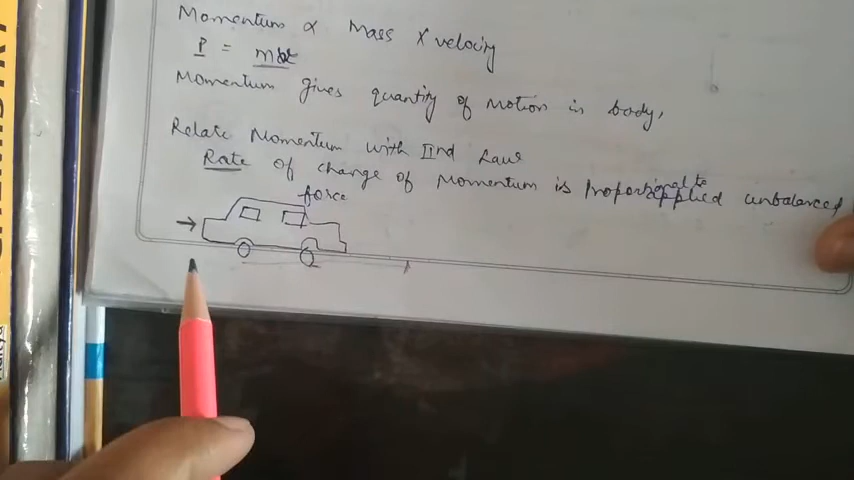 Momentum ∝ Mass X velocity
P = mv
Momentum gives quantity of Motion in body,
Relate Momentum with IInd Law
Rate of change of Momentum is Proportional to applied unbalanced
force